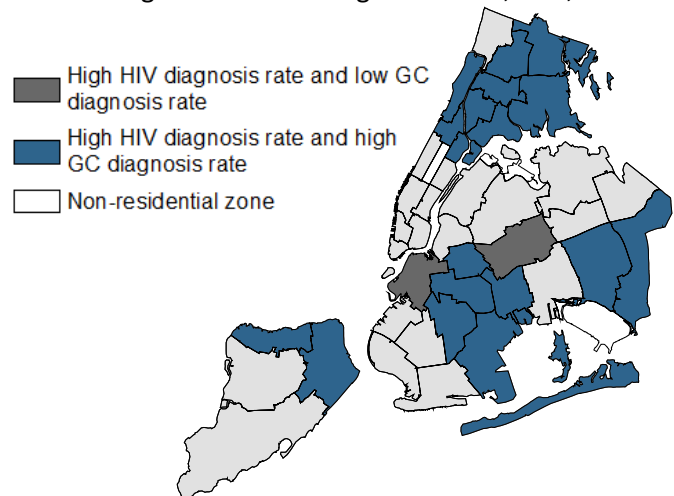 High HIV diagnosis rate and low GC
diagnosis rate
High HIV diagnosis rate and high
GC diagnosis rate
Non-residential zone